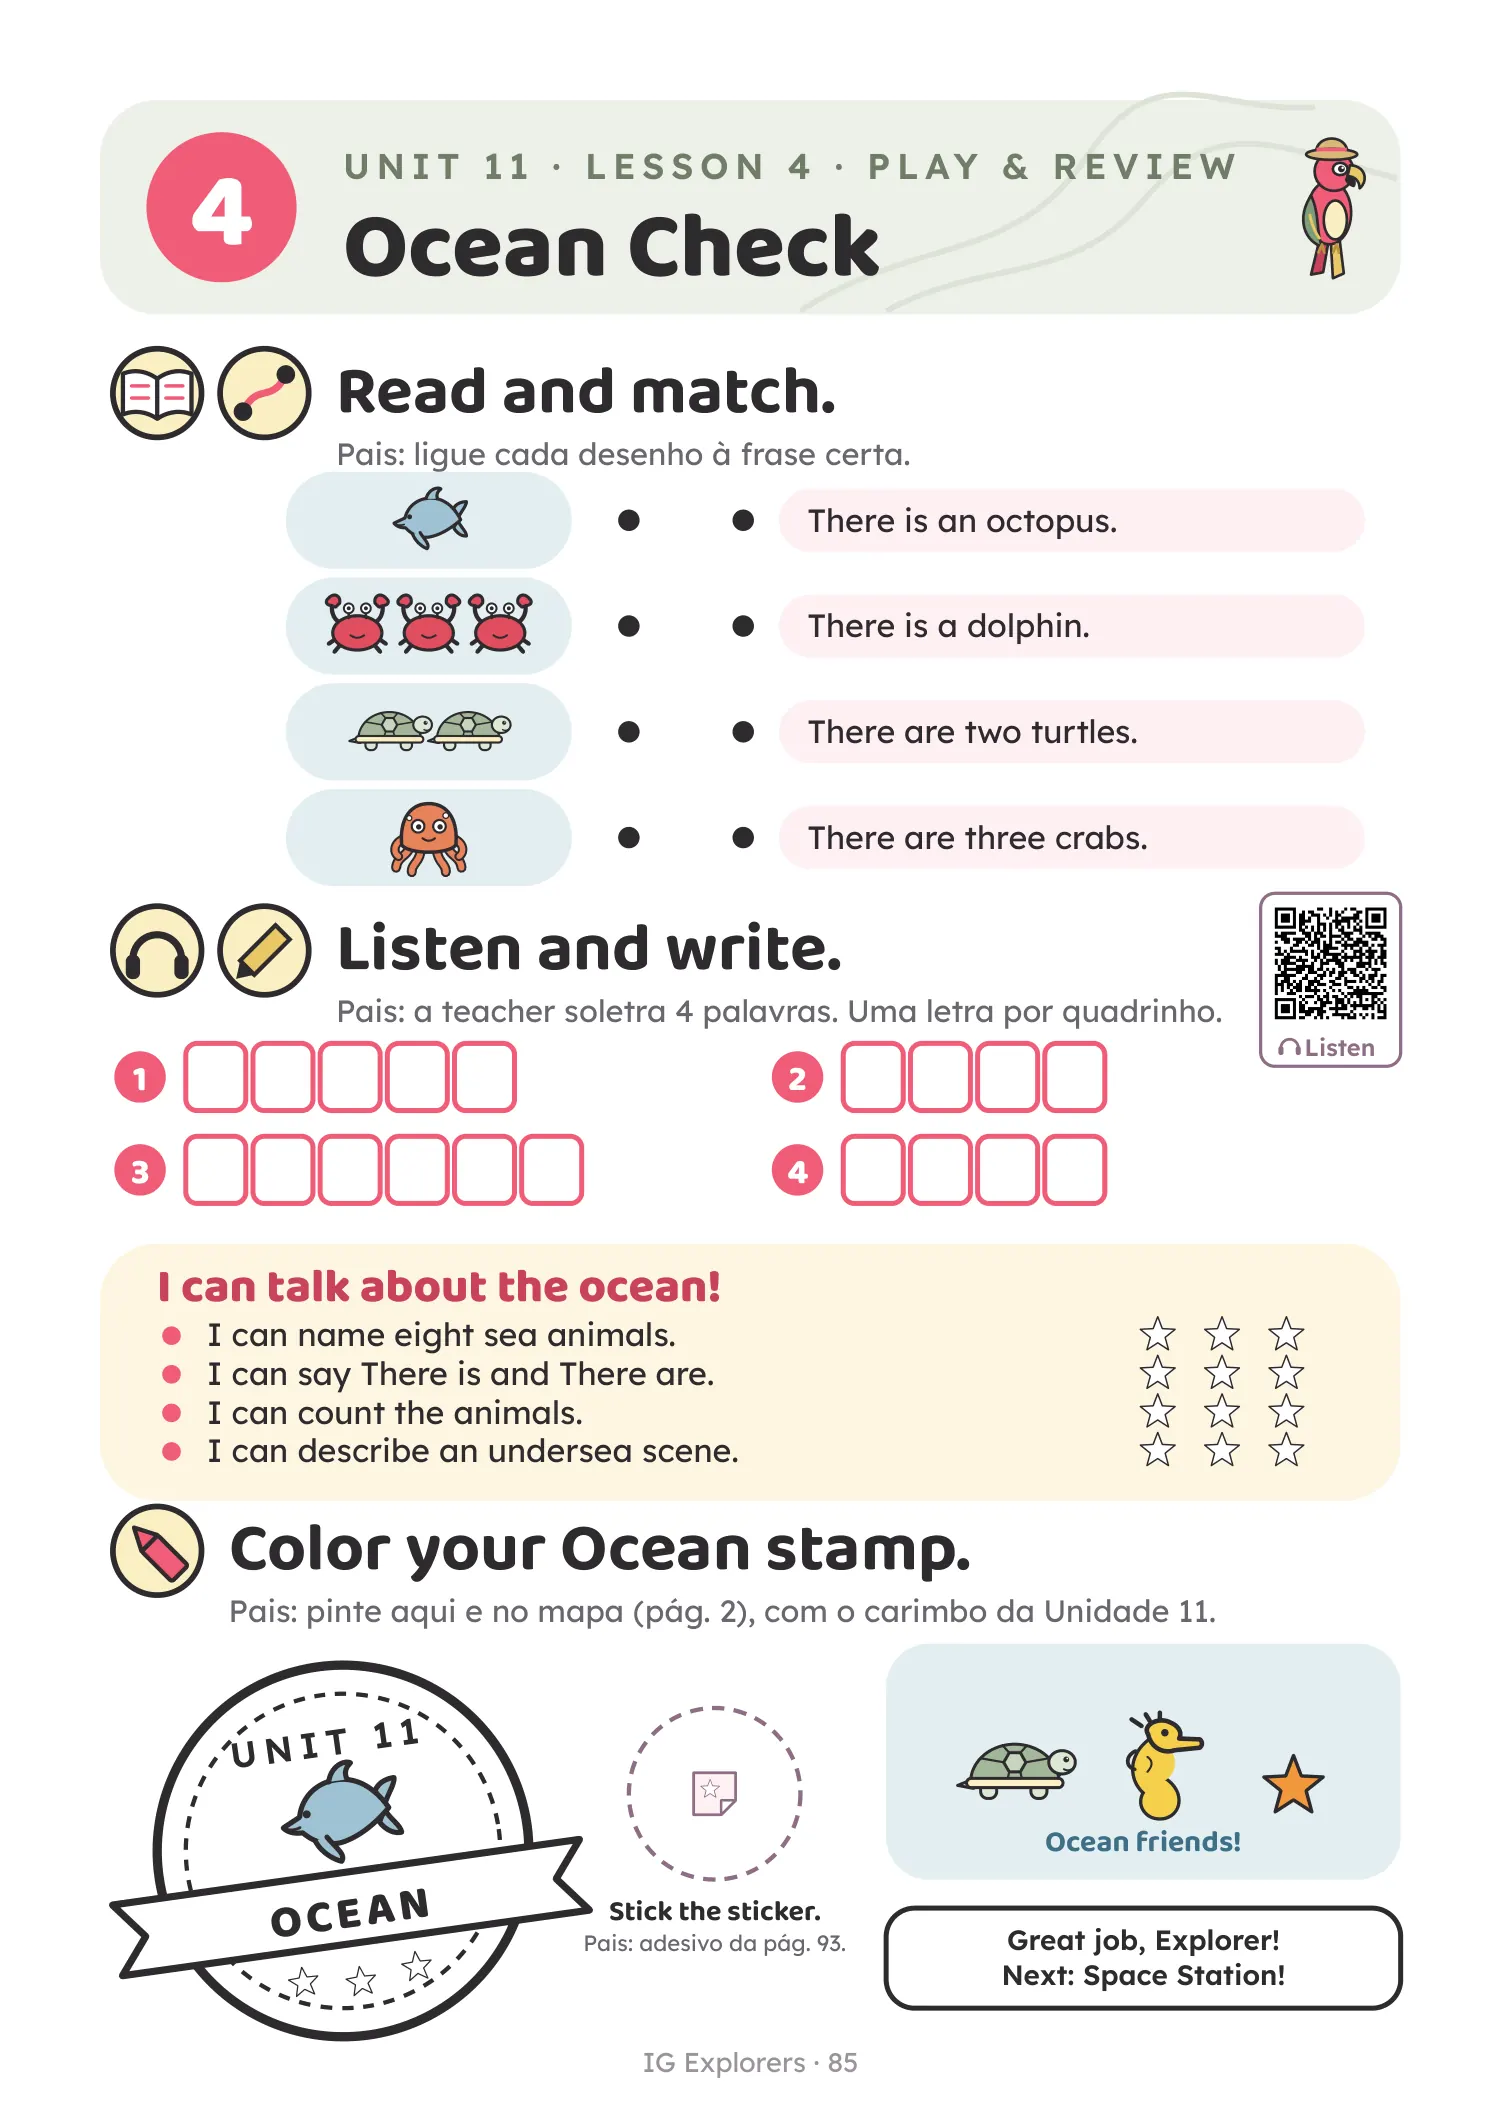 4
UNIT 11 · LESSON 4 · PLAY & REVIEW
Ocean Check
Read and match.
Pais: ligue cada desenho à frase certa.
There is an octopus.
There is a dolphin.
There are two turtles.
There are three crabs.
Listen and write.
Pais: a teacher soletra 4 palavras. Uma letra por quadrinho.
Listen
1
2
3
4
I can talk about the ocean!
I can name eight sea animals.
I can say There is and There are.
I can count the animals.
I can describe an undersea scene.
Color your Ocean stamp.
Pais: pinte aqui e no mapa (pág. 2), com o carimbo da Unidade 11.
UNIT 11
OCEAN
Stick the sticker.
Pais: adesivo da pág. 93.
Ocean friends!
Great job, Explorer!
Next: Space Station!
IG Explorers · 85